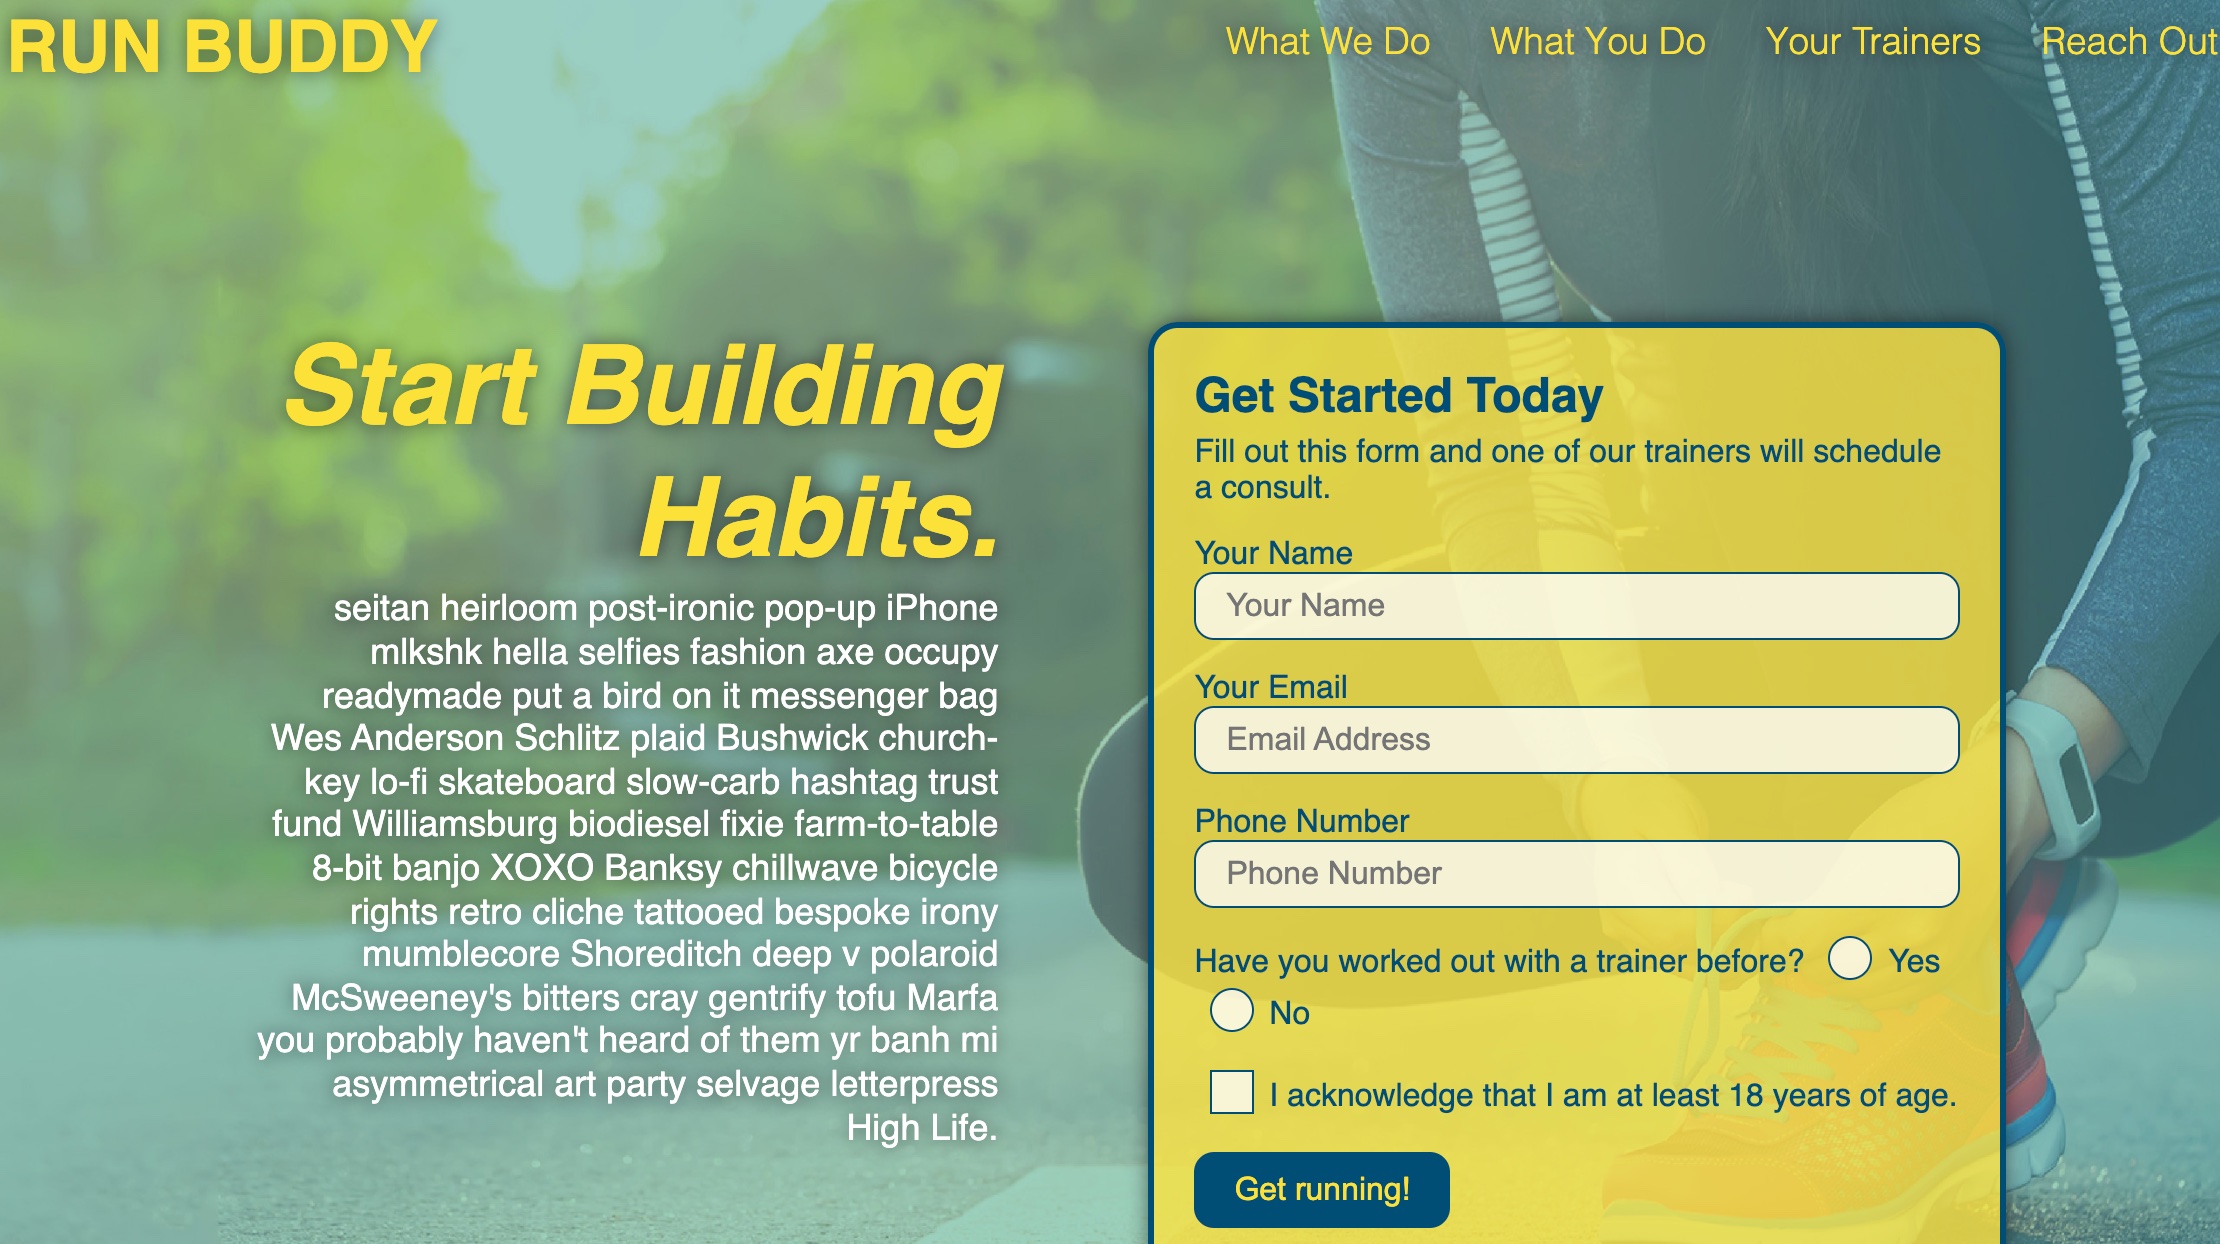 RUN BUDDY
What We Do What You Do Your Trainers Reach Out
Start Building
Habits.
seitan heirloom post-ironic pop-up iPhone
mlkshk hella selfies fashion axe occupy
readymade put a bird on it messenger bag
Wes Anderson Schlitz plaid Bushwick church-
key lo-fi skateboard slow-carb hashtag trust
fund Williamsburg biodiesel fixie farm-to-table
8-bit banjo XOXO Banksy chillwave bicycle
rights retro cliche tattooed bespoke irony
mumblecore Shoreditch deep v polaroid
McSweeney's bitters cray gentrify tofu Marfa
you probably haven't heard of them yr banh mi
asymmetrical art party selvage letterpress
High Life.
Get Started Today
Fill out this form and one of our trainers will schedule
a consult.
Your Name
Your Name
Your Email
Email Address
Phone Number
Phone Number
Have you worked out with a trainer before? Yes
No
I acknowledge that I am at least 18 years of age.
Get running!